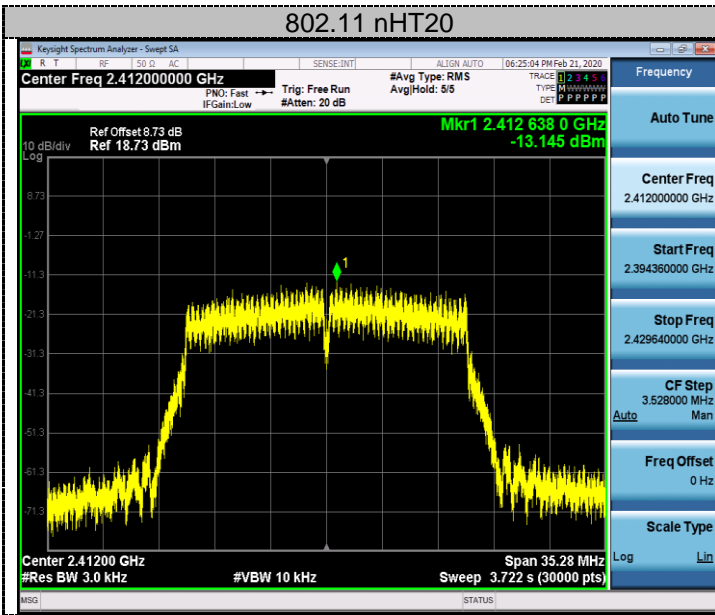 802.11 nHT20
Keysight Spectrum Analyzer - Swept SA
R T RF 50 Ω AC SENSE:INT ALIGN AUTO 06:25:04 PM Feb 21, 2020
Center Freq 2.412000000 GHz
PNO: Fast
IFGain:Low
Trig: Free Run
#Atten: 20 dB
#Avg Type: RMS
Avg|Hold: 5/5
TRACE 1 2 3 4 5 6
TYPE M W W W W W
DET P P P P P P
Mkr1 2.412 638 0 GHz
-13.145 dBm
Ref Offset 8.73 dB
10 dB/div Ref 18.73 dBm
Log
8.73
-1.27
-11.3
-21.3
-31.3
-41.3
-51.3
-61.3
-71.3
1
Center 2.41200 GHz Span 35.28 MHz
#Res BW 3.0 kHz #VBW 10 kHz Sweep 3.722 s (30000 pts)
MSG STATUS
Frequency
Auto Tune
Center Freq
2.412000000 GHz
Start Freq
2.394360000 GHz
Stop Freq
2.429640000 GHz
CF Step
3.528000 MHz
Auto Man
Freq Offset
0 Hz
Scale Type
Log Lin